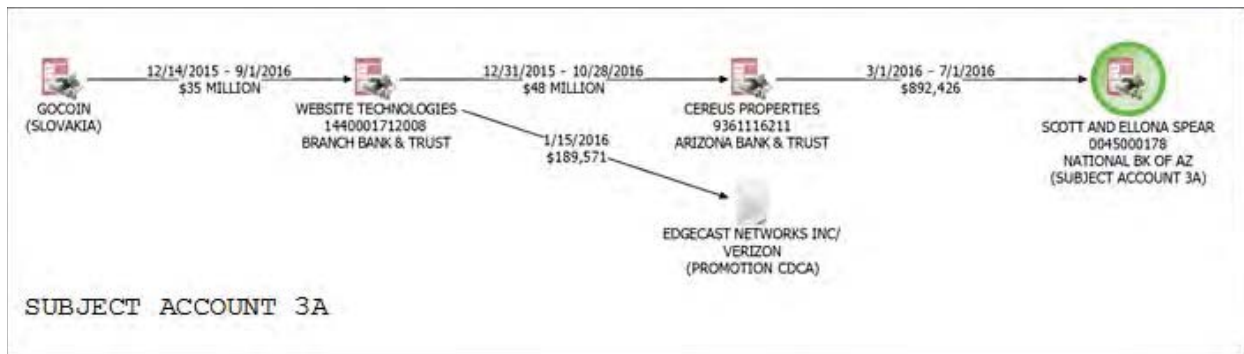 12/14/2015 - 9/1/2016
$35 MILLION
12/31/2015 - 10/28/2016
$48 MILLION
3/1/2016 - 7/1/2016
$892,426
GOCOIN
(SLOVAKIA)
WEBSITE TECHNOLOGIES
1440001712008
BRANCH BANK & TRUST
1/15/2016
$189,571
CEREUS PROPERTIES
9361116211
ARIZONA BANK & TRUST
SCOTT AND ELLONA SPEAR
0045000178
NATIONAL BK OF AZ
(SUBJECT ACCOUNT 3A)
EDGECAST NETWORKS INC/
VERIZON
(PROMOTION CDCA)
SUBJECT ACCOUNT 3A